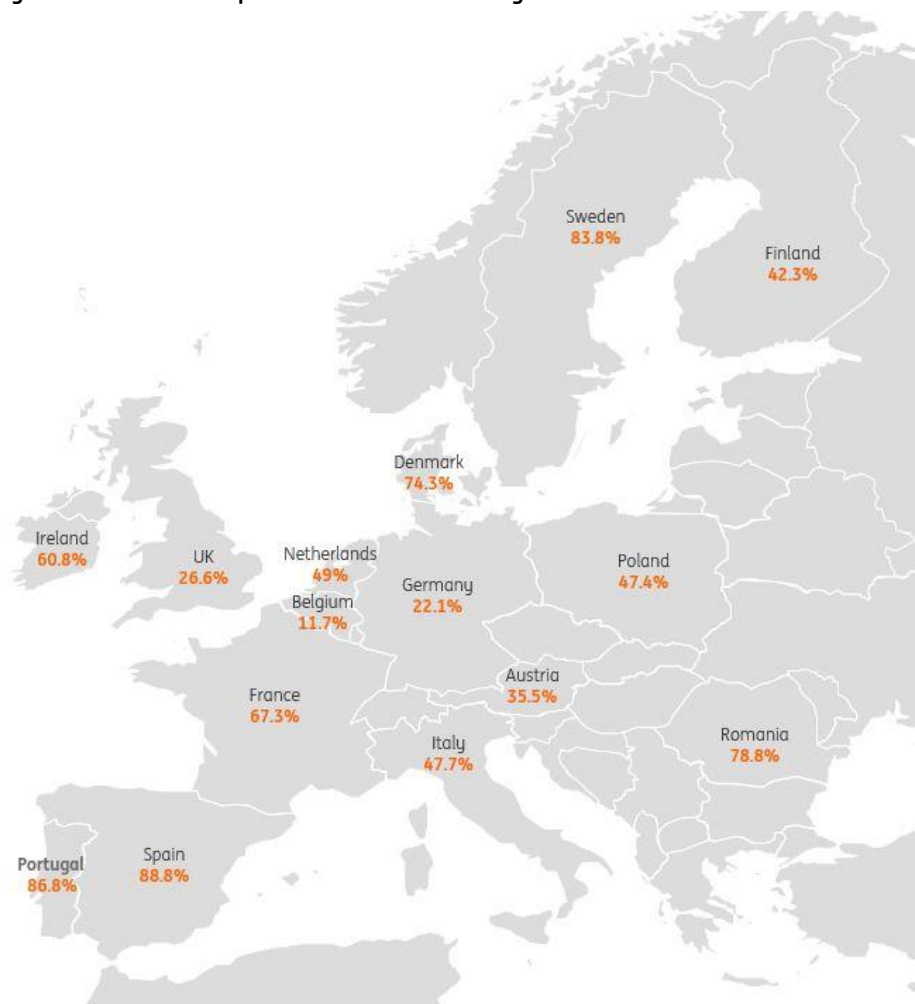 Sweden
83.8%
Finland
42.3%
Denmark
74.3%
Ireland
60.8%
UK
26.6%
Netherlands
49%
Belgium
11.7%
Germany
22.1%
Poland
47.4%
France
67.3%
Austria
35.5%
Italy
47.7%
Romania
78.8%
Portugal
86.8%
Spain
88.8%